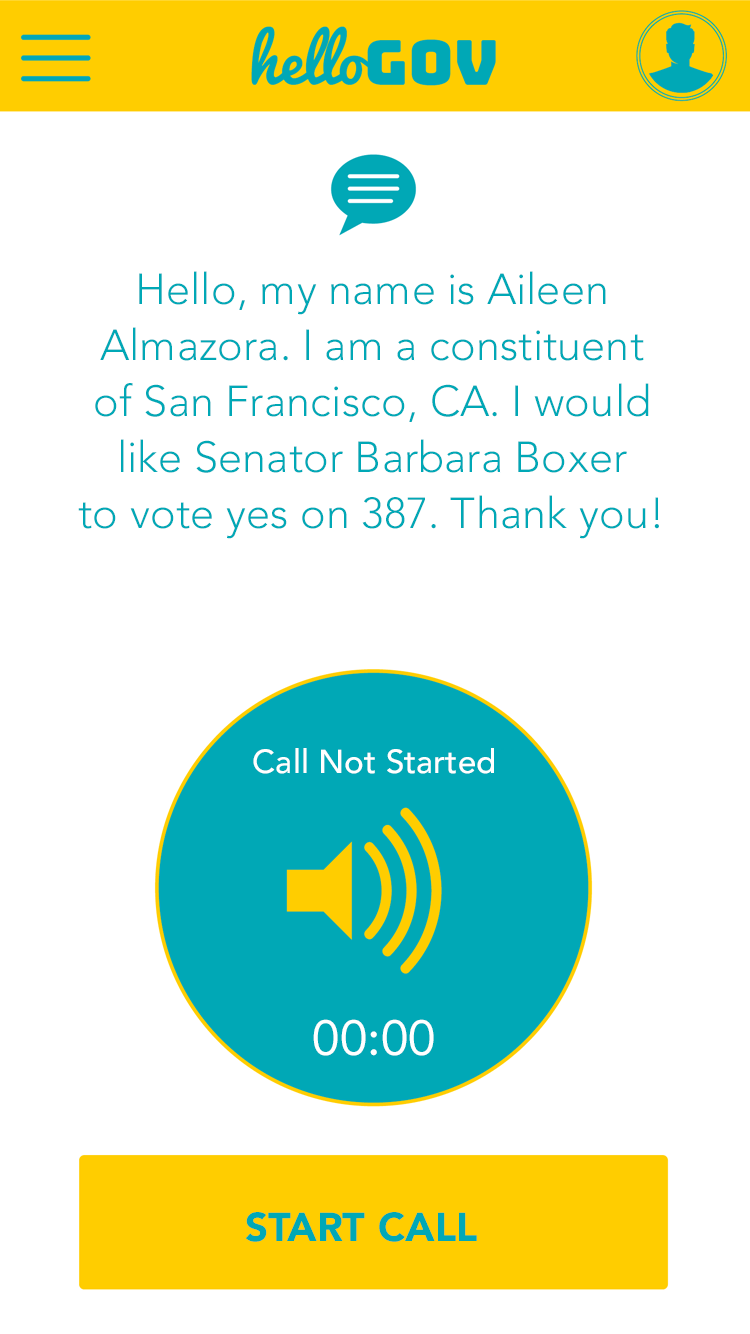 helloGOV
Hello, my name is Aileen
Almazora. I am a constituent
of San Francisco, CA. I would
like Senator Barbara Boxer
to vote yes on 387. Thank you!
Call Not Started
00:00
START CALL